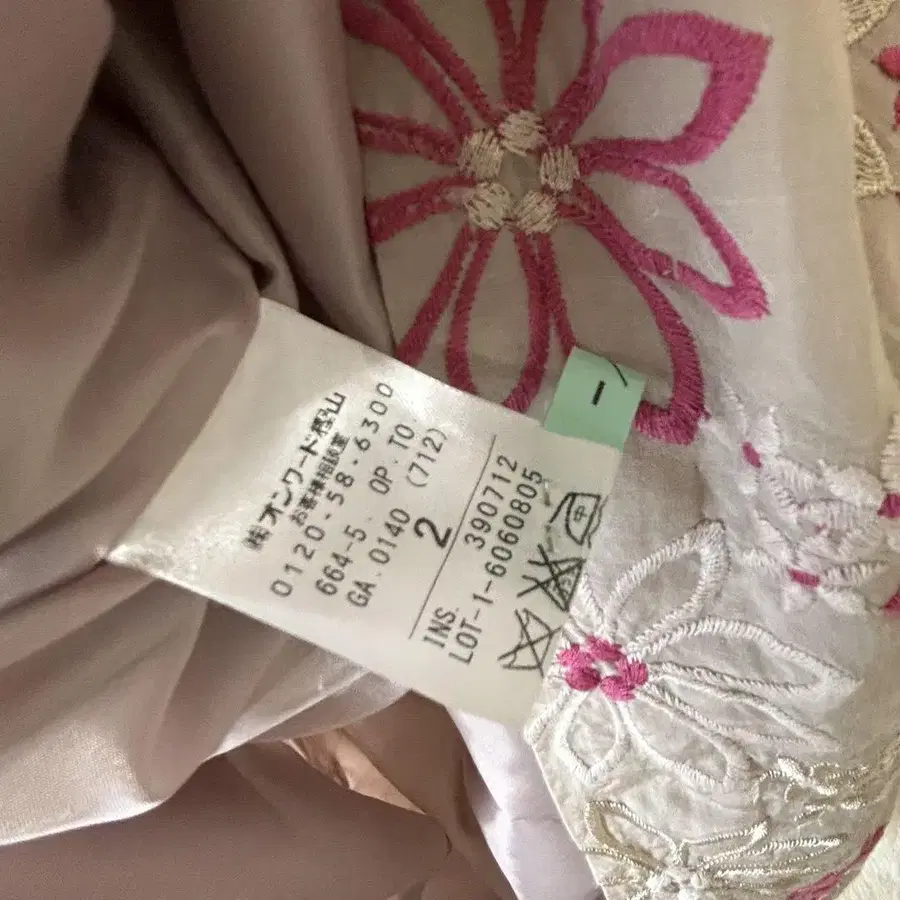 ㈱オンワード樫山
お客様相談室
0120-58-6300
664-5. OP.TO
GA.0140 (712)
2
INS. 390712
LOT-1-6060805
中